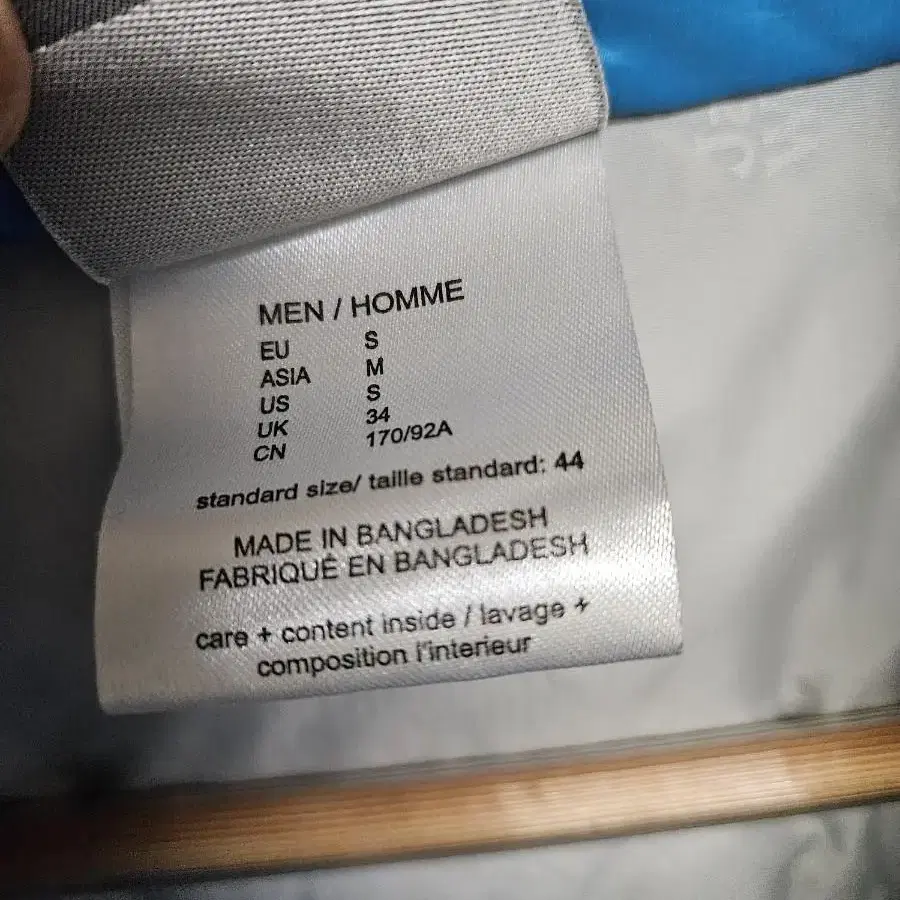 MEN / HOMME
EU S
ASIA M
US S
UK 34
CN 170/92A
standard size/ taille standard: 44
MADE IN BANGLADESH
FABRIQUÉ EN BANGLADESH
care + content inside / lavage +
composition l'interieur